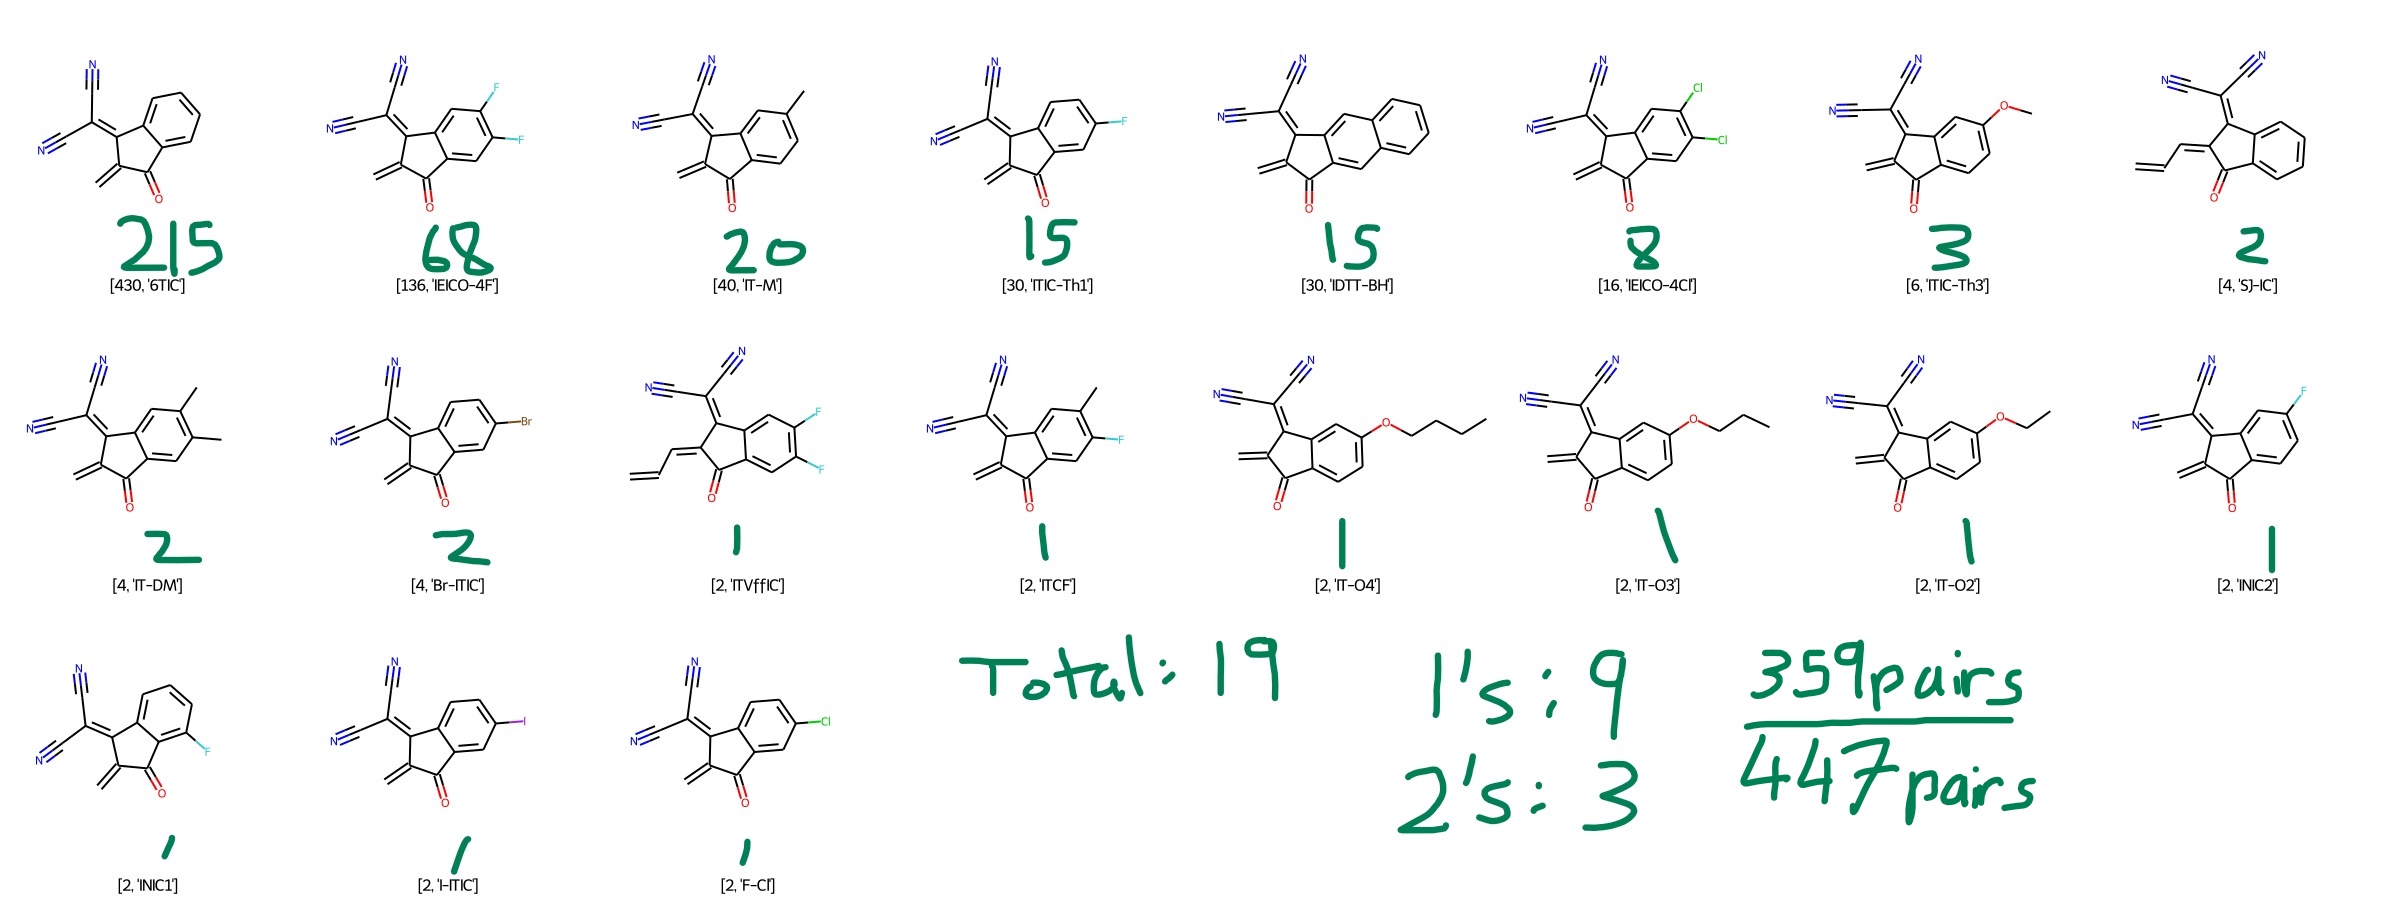 N N N N N N N N
N N F N N N N N Cl N O N N
N F N F N Cl
O O O O O O O O
215 68 20 15 15 8 3 2
[430, '6TIC'] [136, 'IEICO-4F'] [40, 'IT-M'] [30, 'ITIC-Th1'] [30, 'IDTT-BH'] [16, 'IEICO-4Cl'] [6, 'ITIC-Th3'] [4, 'SJ-IC']
N N N N N N N N
N N Br N F N F N O N O N O N F
O O F O O O O O O
2 2 1 1 1 1 1 1
[4, 'IT-DM'] [4, 'Br-ITIC'] [2, 'ITVffIC'] [2, 'ITCF'] [2, 'IT-O4'] [2, 'IT-O3'] [2, 'IT-O2'] [2, 'INIC2']
N N N
N F N I N Cl
O O O
Total: 19 1's: 9 359 pairs
2's: 3 447 pairs
1 1 1
[2, 'INIC1'] [2, 'I-ITIC'] [2, 'F-Cl']